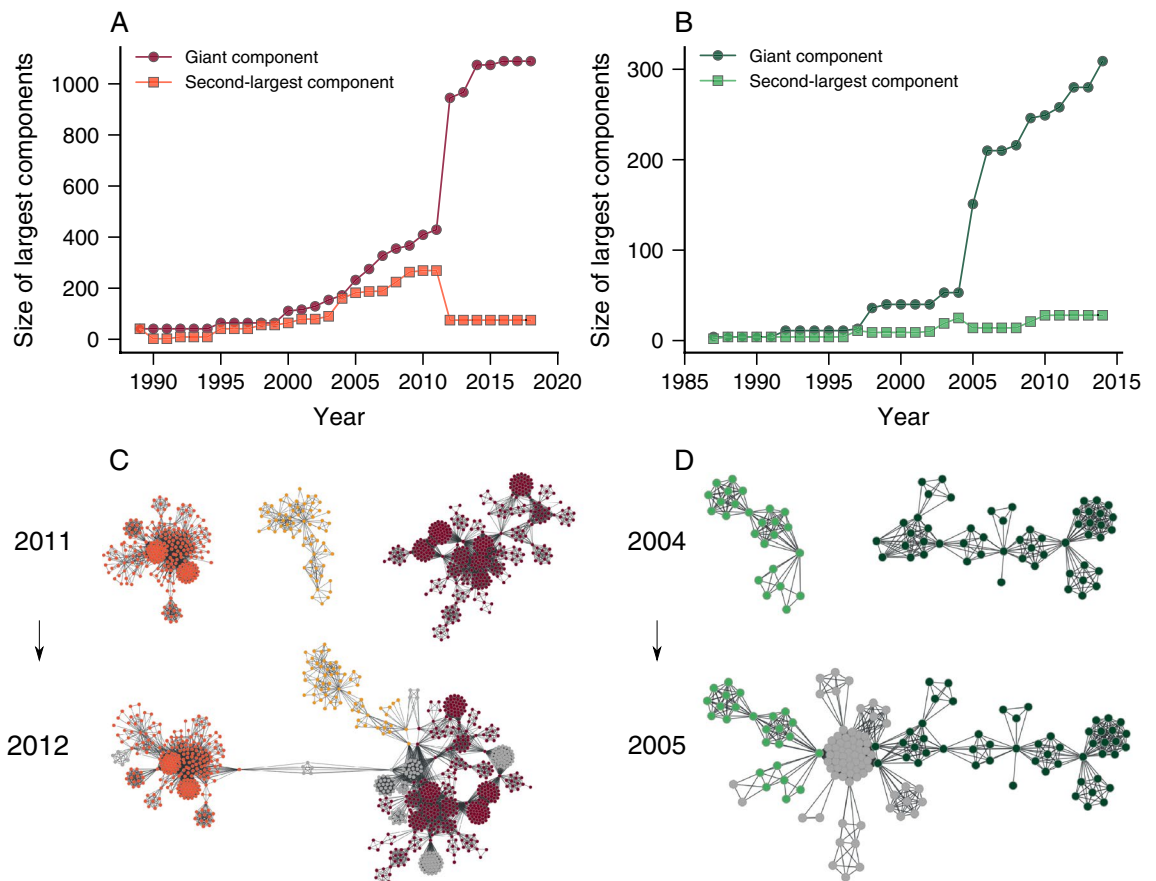 A
Giant component
Second-largest component
Size of largest components
1000
800
600
400
200
0
1990
1995
2000
2005
2010
2015
2020
Year
B
Giant component
Second-largest component
Size of largest components
300
200
100
0
1985
1990
1995
2000
2005
2010
2015
Year
C
2011
2012
D
2004
2005